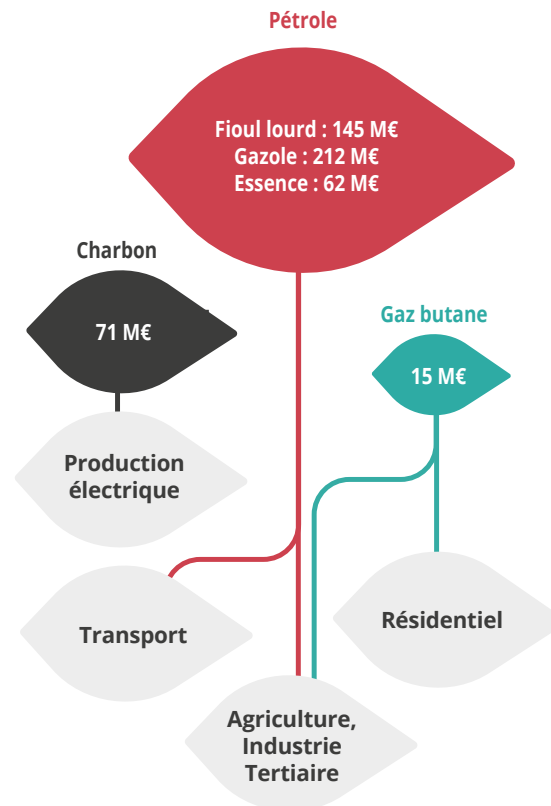 Pétrole
Fioul lourd : 145 M€
Gazole : 212 M€
Essence : 62 M€
Charbon
71 M€
Gaz butane
15 M€
Production
électrique
Transport
Résidentiel
Agriculture,
Industrie
Tertiaire